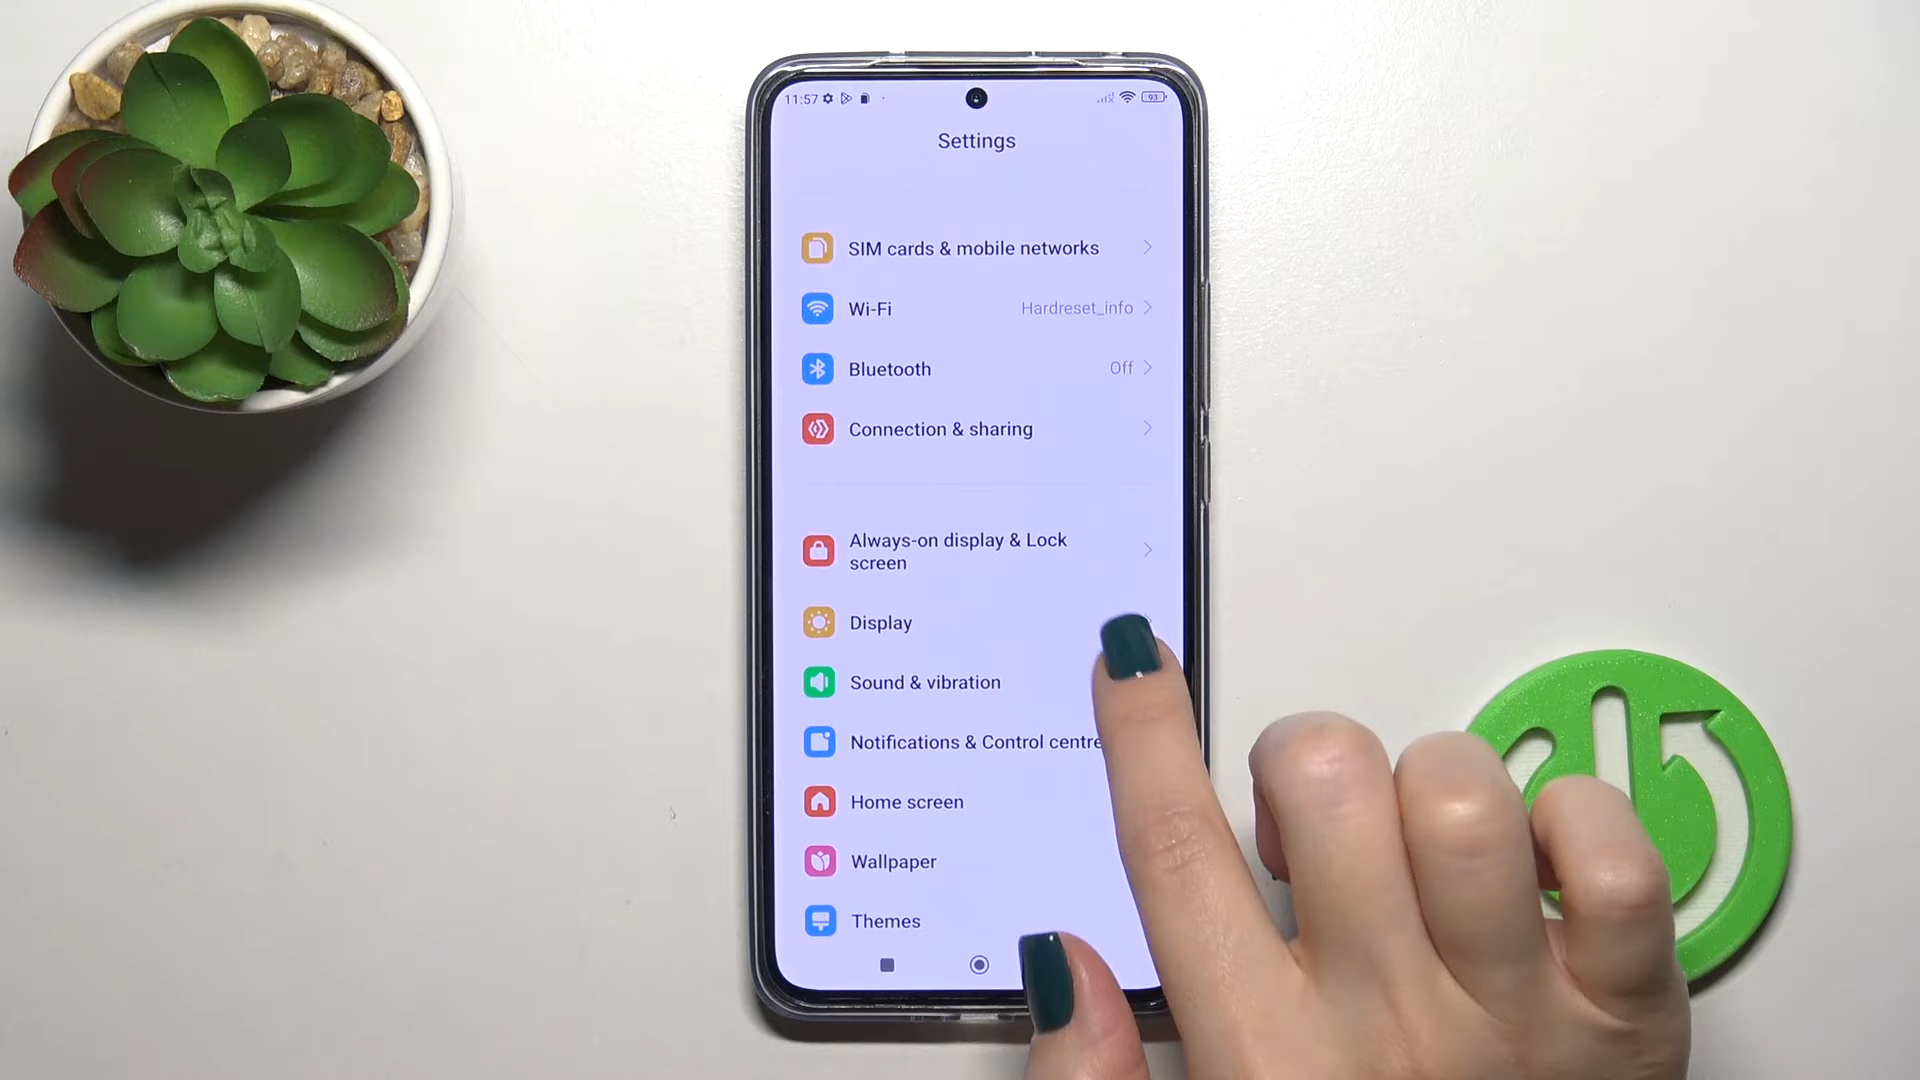 11:57
93
Settings
SIM cards & mobile networks
Wi-Fi Hardreset_info
Bluetooth Off
Connection & sharing
Always-on display & Lock
screen
Display
Sound & vibration
Notifications & Control centre
Home screen
Wallpaper
Themes